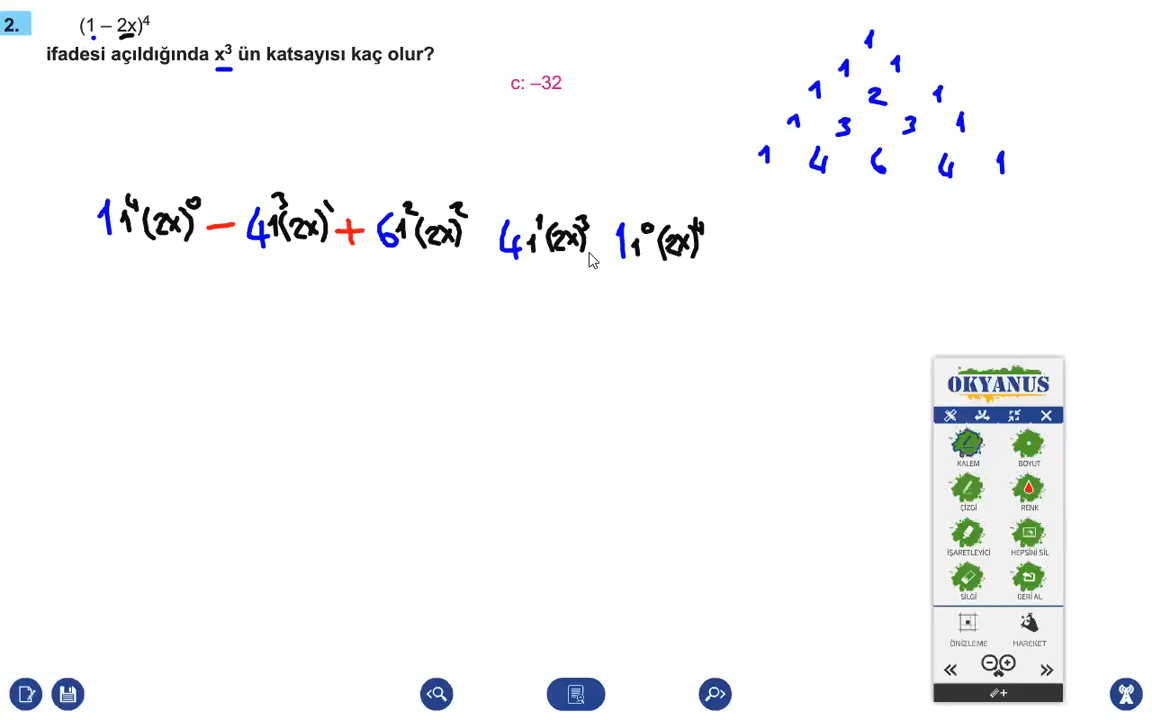 2.
(1 – 2x)⁴
ifadesi açıldığında x³ ün katsayısı kaç olur?
c: –32
1
1 1
1 2 1
1 3 3 1
1 4 6 4 1
1 1⁴(2x)⁰ – 4 1³(2x)¹ + 6 1²(2x)² 4 1¹(2x)³ 1 1⁰(2x)⁴
OKYANUS
KALEM BOYUT
ÇİZGİ RENK
İŞARETLEYİCİ HEPSİNİ SİL
SİLGİ GERİ AL
ÖNİZLEME HAREKET